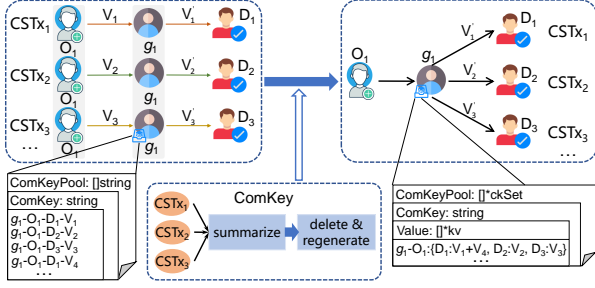 CSTx1 O1 V1 g1 V1' D1
CSTx2 O1 V2 g1 V2' D2
CSTx3 O1 V3 g1 V3' D3
...
ComKeyPool: []string
ComKey: string
g1-O1-D1-V1
g1-O1-D2-V2
g1-O1-D3-V3
g1-O1-D1-V4
...
ComKey
CSTx1
CSTx2
CSTx3
summarize
delete &
regenerate
O1 g1
V1' D1 CSTx1
V2' D2 CSTx2
V3' D3 CSTx3
...
ComKeyPool: []*ckSet
ComKey: string
Value: []*kv
g1-O1:{D1:V1+V4, D2:V2, D3:V3}
...